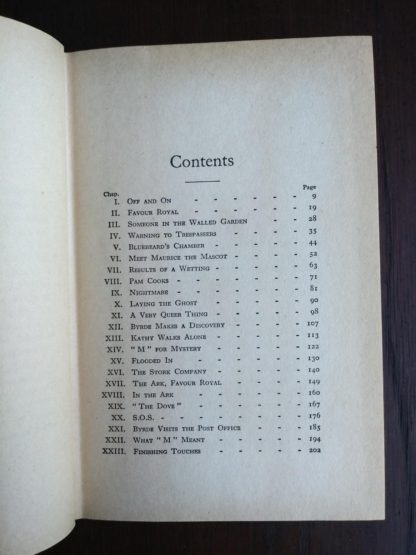 Contents
Chap. Page
I. Off and On - - - - - - 9
II. Favour Royal - - - - - - 19
III. Someone in the Walled Garden - - - 28
IV. Warning to Trespassers - - - - 35
V. Bluebeard's Chamber - - - - - 44
VI. Meet Maurice the Mascot - - - - 52
VII. Results of a Wetting - - - - - 63
VIII. Pam Cooks - - - - - - 71
IX. Nightmare - - - - - - - 81
X. Laying the Ghost - - - - - 90
XI. A Very Queer Thing - - - - - 98
XII. Byrde Makes a Discovery - - - - 107
XIII. Kathy Walks Alone - - - - - 113
XIV. "M" for Mystery - - - - - 122
XV. Flooded In - - - - - - 130
XVI. The Stork Company - - - - - 140
XVII. The Ark, Favour Royal - - - - 149
XVIII. In the Ark - - - - - - 160
XIX. "The Dove" - - - - - - 167
XX. S.O.S. - - - - - - - 176
XXI. Byrde Visits the Post Office - - - 185
XXII. What "M" Meant - - - - - 194
XXIII. Finishing Touches - - - - - 202